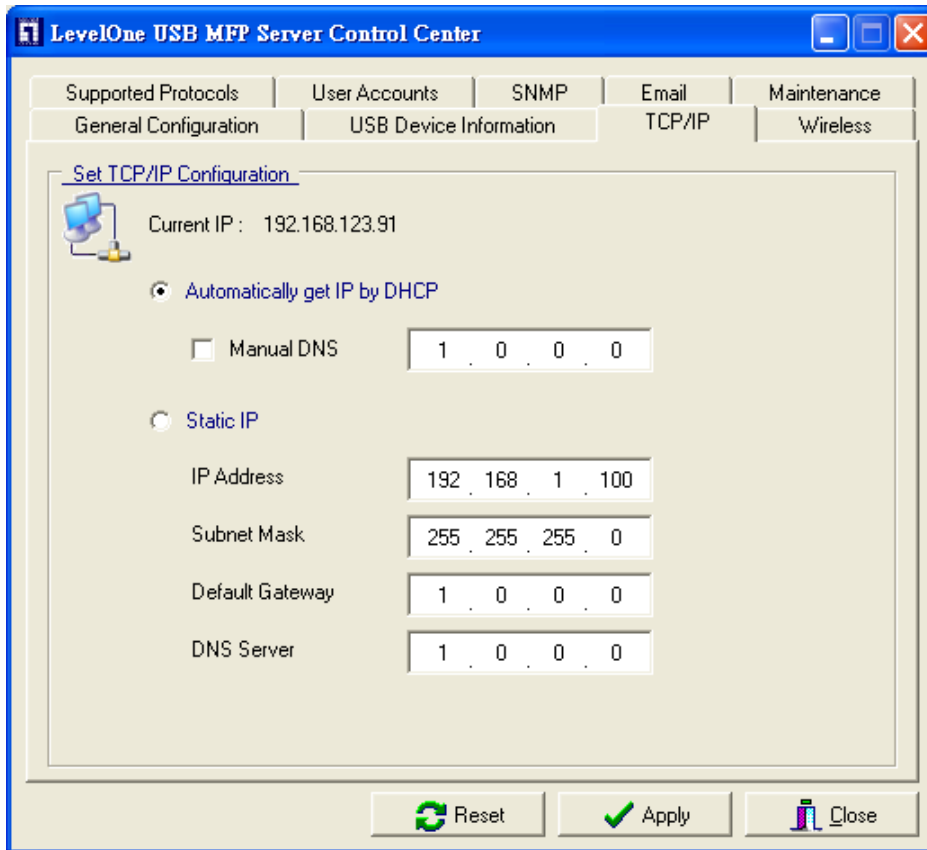 LevelOne USB MFP Server Control Center
Supported Protocols User Accounts SNMP Email Maintenance
General Configuration USB Device Information TCP/IP Wireless
Set TCP/IP Configuration
Current IP : 192.168.123.91
Automatically get IP by DHCP
Manual DNS 1 . 0 . 0 . 0
Static IP
IP Address 192 . 168 . 1 . 100
Subnet Mask 255 . 255 . 255 . 0
Default Gateway 1 . 0 . 0 . 0
DNS Server 1 . 0 . 0 . 0
Reset Apply Close